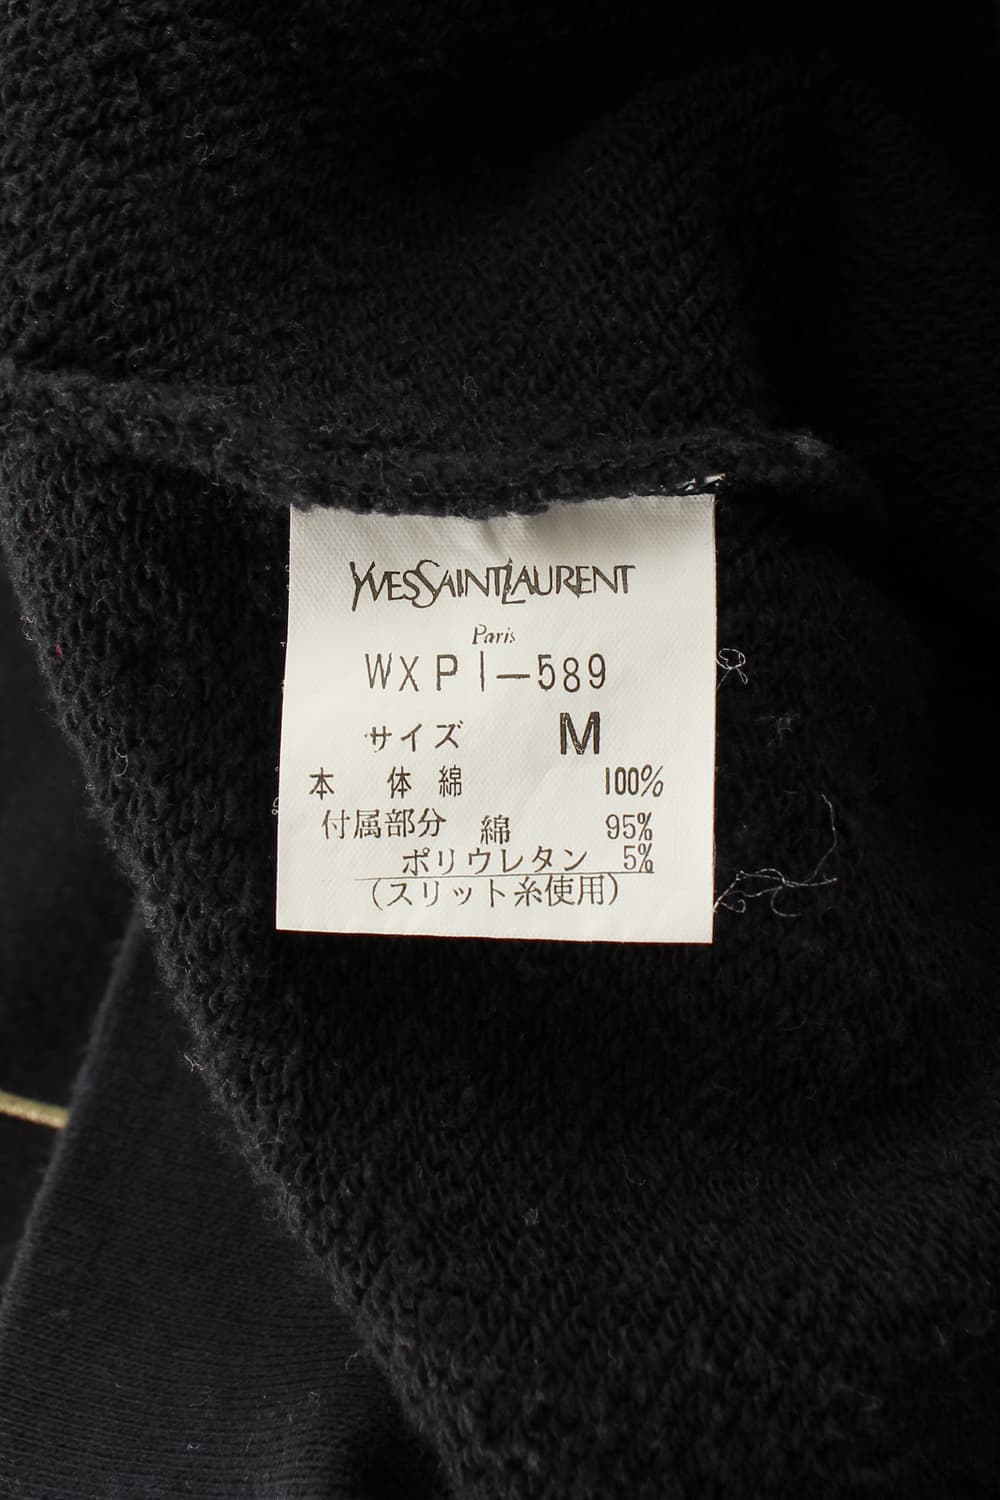 YVESSAINTLAURENT
Paris
WXP1-589
サイズ M
本体 綿 100%
付属部分 綿 95%
ポリウレタン 5%
(スリット糸使用)